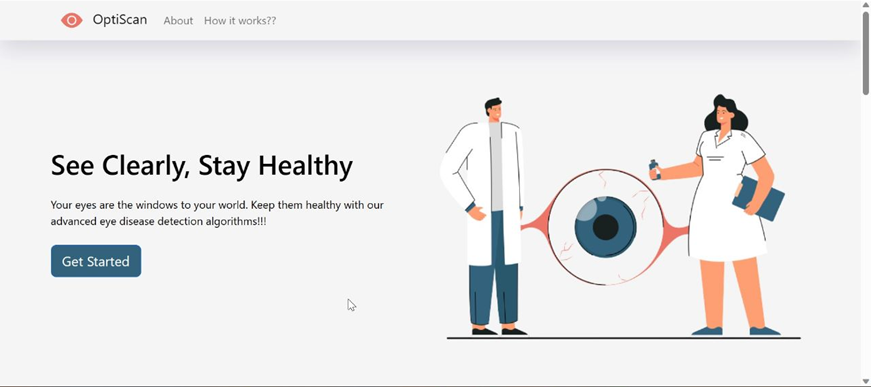 OptiScan About How it works??
See Clearly, Stay Healthy
Your eyes are the windows to your world. Keep them healthy with our
advanced eye disease detection algorithms!!!
Get Started